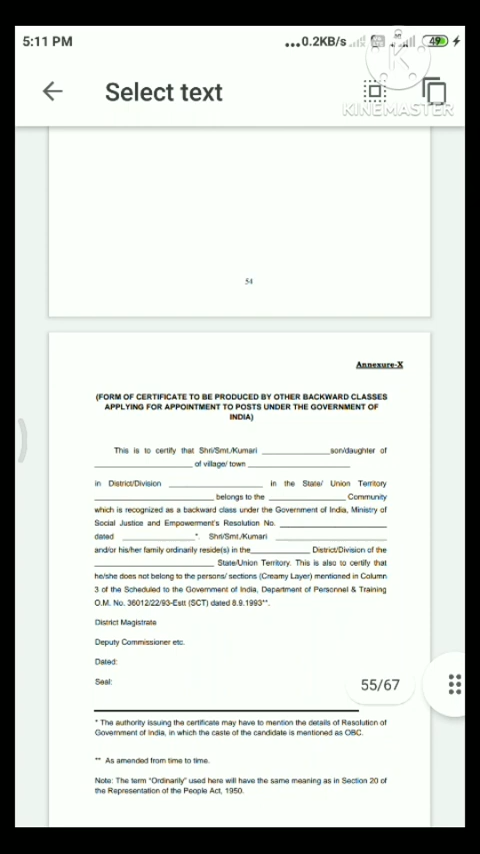 5:11 PM ...0.2KB/s 49
Select text
K
KINEMASTER
54
Annexure-X
(FORM OF CERTIFICATE TO BE PRODUCED BY OTHER BACKWARD CLASSES
APPLYING FOR APPOINTMENT TO POSTS UNDER THE GOVERNMENT OF
INDIA)
This is to certify that Shri/Smt./Kumari ______________son/daughter of
____________________ of village/ town _____________________
in District/Division ___________________ in the State/ Union Territory
________________________ belongs to the _______________ Community
which is recognized as a backward class under the Government of India, Ministry of
Social Justice and Empowerment's Resolution No. ______________________
dated _______________*. Shri/Smt./Kumari _______________________
and/or his/her family ordinarily reside(s) in the____________ District/Division of the
________________________ State/Union Territory. This is also to certify that
he/she does not belong to the persons/ sections (Creamy Layer) mentioned in Column
3 of the Scheduled to the Government of India, Department of Personnel & Training
O.M. No. 36012/22/93-Estt (SCT) dated 8.9.1993**.
District Magistrate
Deputy Commissioner etc.
Dated:
Seal:
55/67
* The authority issuing the certificate may have to mention the details of Resolution of
Government of India, in which the caste of the candidate is mentioned as OBC.
** As amended from time to time.
Note: The term "Ordinarily" used here will have the same meaning as in Section 20 of
the Representation of the People Act, 1950.